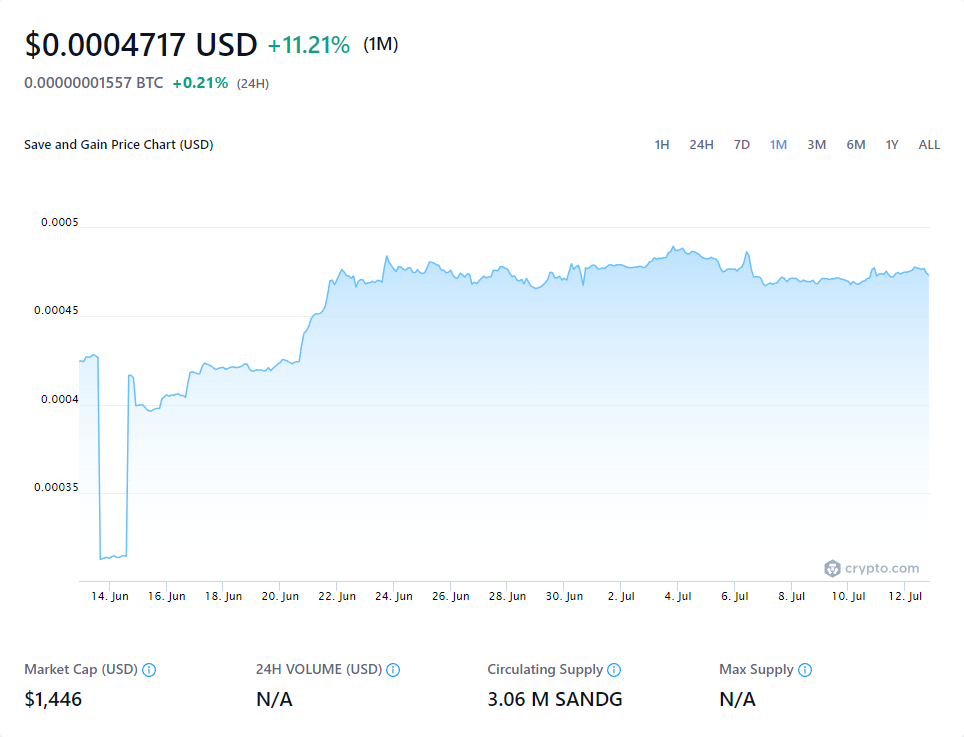 $0.0004717 USD +11.21% (1M)
0.00000001557 BTC +0.21% (24H)
Save and Gain Price Chart (USD) 1H 24H 7D 1M 3M 6M 1Y ALL
0.0005
0.00045
0.0004
0.00035
crypto.com
14. Jun 16. Jun 18. Jun 20. Jun 22. Jun 24. Jun 26. Jun 28. Jun 30. Jun 2. Jul 4. Jul 6. Jul 8. Jul 10. Jul 12. Jul
Market Cap (USD) 24H VOLUME (USD) Circulating Supply Max Supply
$1,446 N/A 3.06 M SANDG N/A